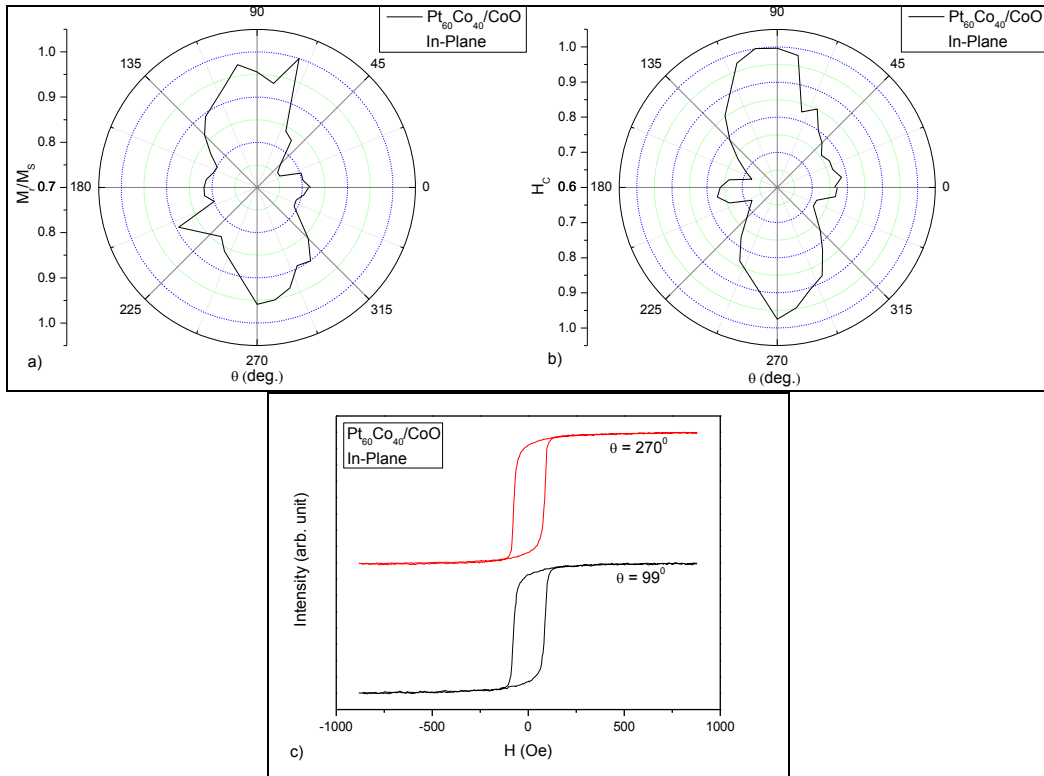 90
Pt60Co40/CoO
In-Plane
135
45
1.0
0.9
0.8
0.7
0.8
0.9
1.0
Mr/Ms
180
0
225
315
270
θ (deg.)
a)
90
Pt60Co40/CoO
In-Plane
135
45
1.0
0.9
0.8
0.7
0.6
0.7
0.8
0.9
1.0
HC
180
0
225
315
270
θ (deg.)
b)
Pt60Co40/CoO
In-Plane
θ = 270⁰
θ = 99⁰
Intensity (arb. unit)
-1000
-500
0
500
1000
H (Oe)
c)